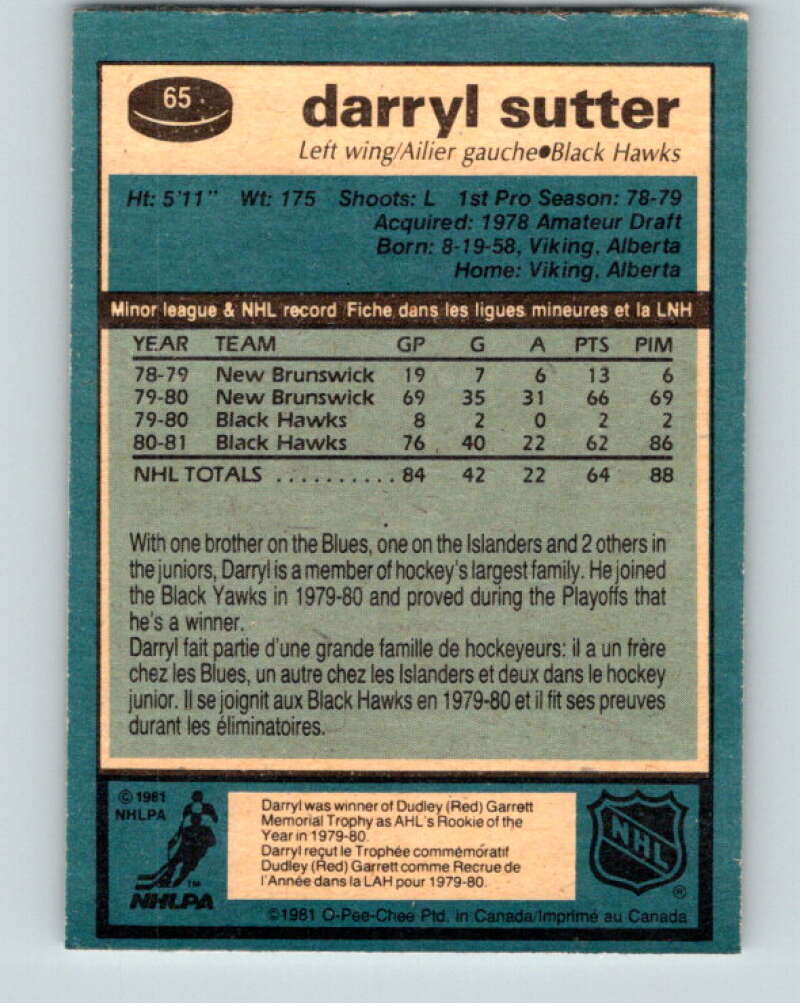 65
darryl sutter
Left wing/Ailier gauche●Black Hawks
Ht: 5'11" Wt: 175 Shoots: L 1st Pro Season: 78-79
Acquired: 1978 Amateur Draft
Born: 8-19-58, Viking, Alberta
Home: Viking, Alberta
Minor league & NHL record Fiche dans les ligues mineures et la LNH
YEAR TEAM GP G A PTS PIM
78-79 New Brunswick 19 7 6 13 6
79-80 New Brunswick 69 35 31 66 69
79-80 Black Hawks 8 2 0 2 2
80-81 Black Hawks 76 40 22 62 86
NHL TOTALS .......... 84 42 22 64 88
With one brother on the Blues, one on the Islanders and 2 others in
the juniors, Darryl is a member of hockey's largest family. He joined
the Black Yawks in 1979-80 and proved during the Playoffs that
he's a winner.
Darryl fait partie d'une grande famille de hockeyeurs: il a un frère
chez les Blues, un autre chez les Islanders et deux dans le hockey
junior. Il se joignit aux Black Hawks en 1979-80 et il fit ses preuves
durant les éliminatoires.
© 1981
NHLPA
NHLPA
TM
Darryl was winner of Dudley (Red) Garrett
Memorial Trophy as AHL's Rookie of the
Year in 1979-80.
Darryl reçut le Trophée commémoratif
Dudley (Red) Garrett comme Recrue de
l'Année dans la LAH pour 1979-80.
NHL
®
©1981 O-Pee-Chee Ptd. in Canada/Imprimé au Canada